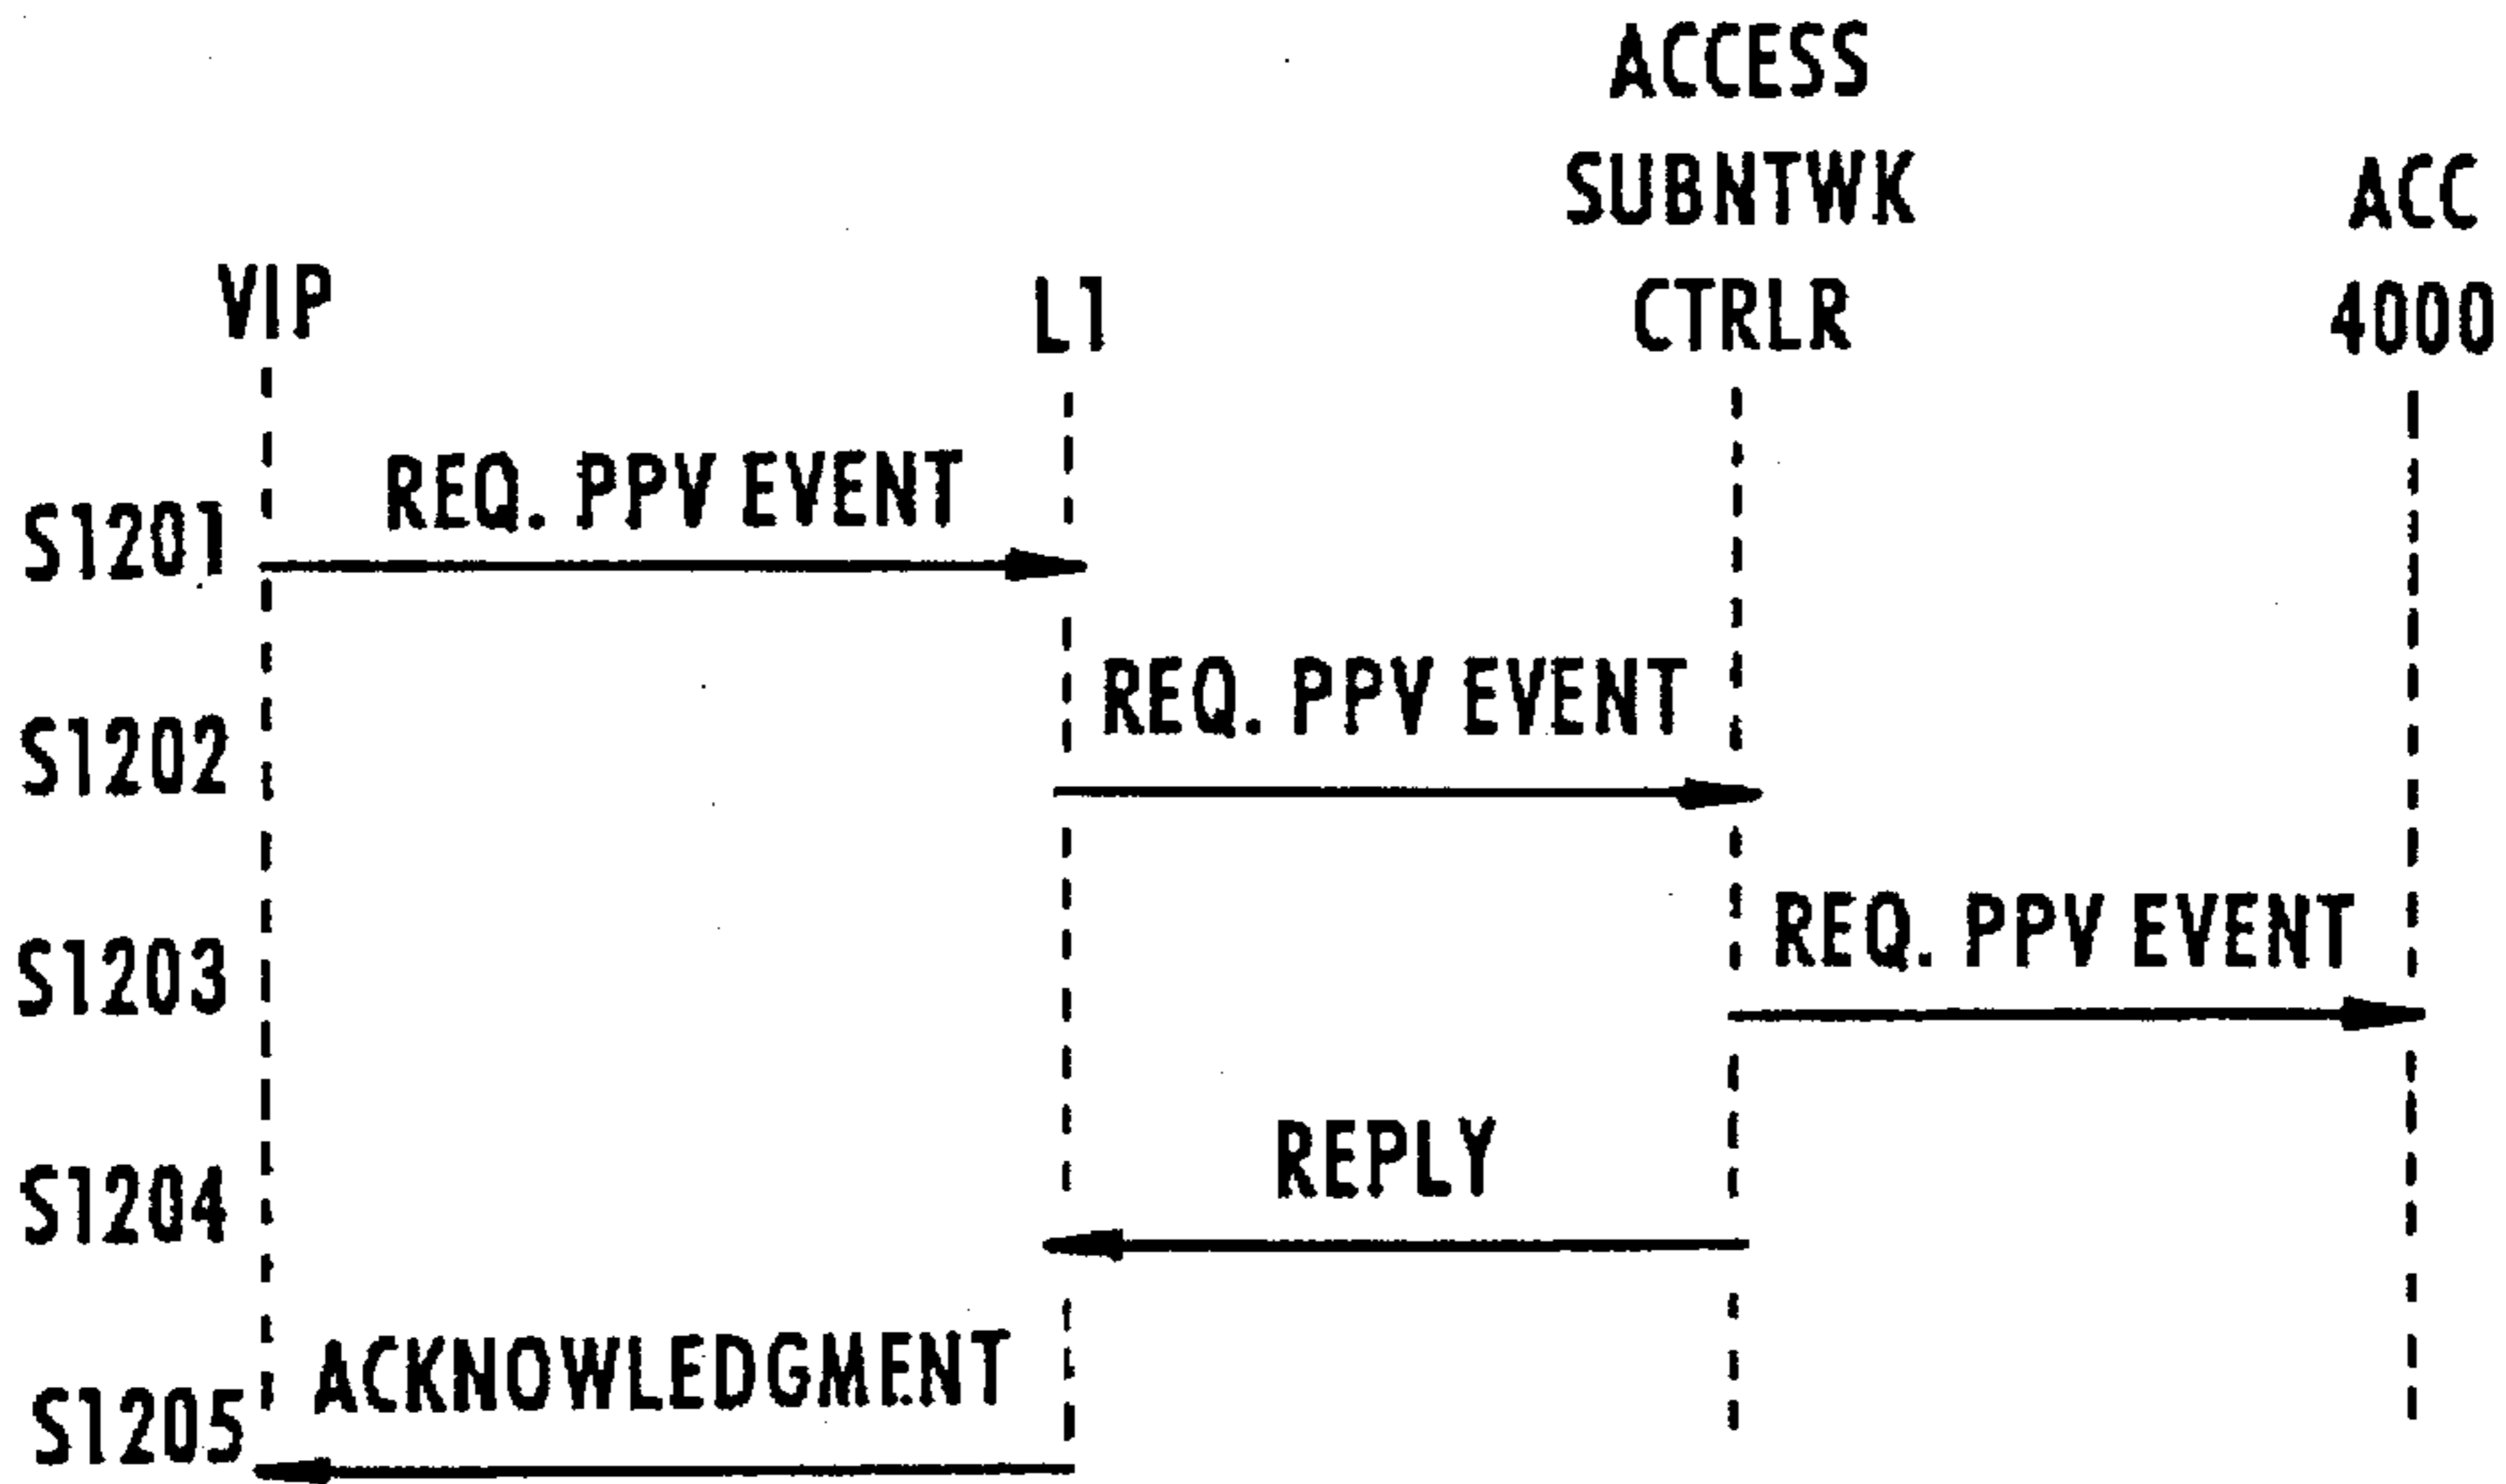 ACCESS
SUBNTWK
CTRLR
ACC
4000
VIP
L1
S1201
REQ. PPV EVENT
S1202
REQ. PPV EVENT
S1203
REQ. PPV EVENT
S1204
REPLY
S1205
ACKNOWLEDGMENT